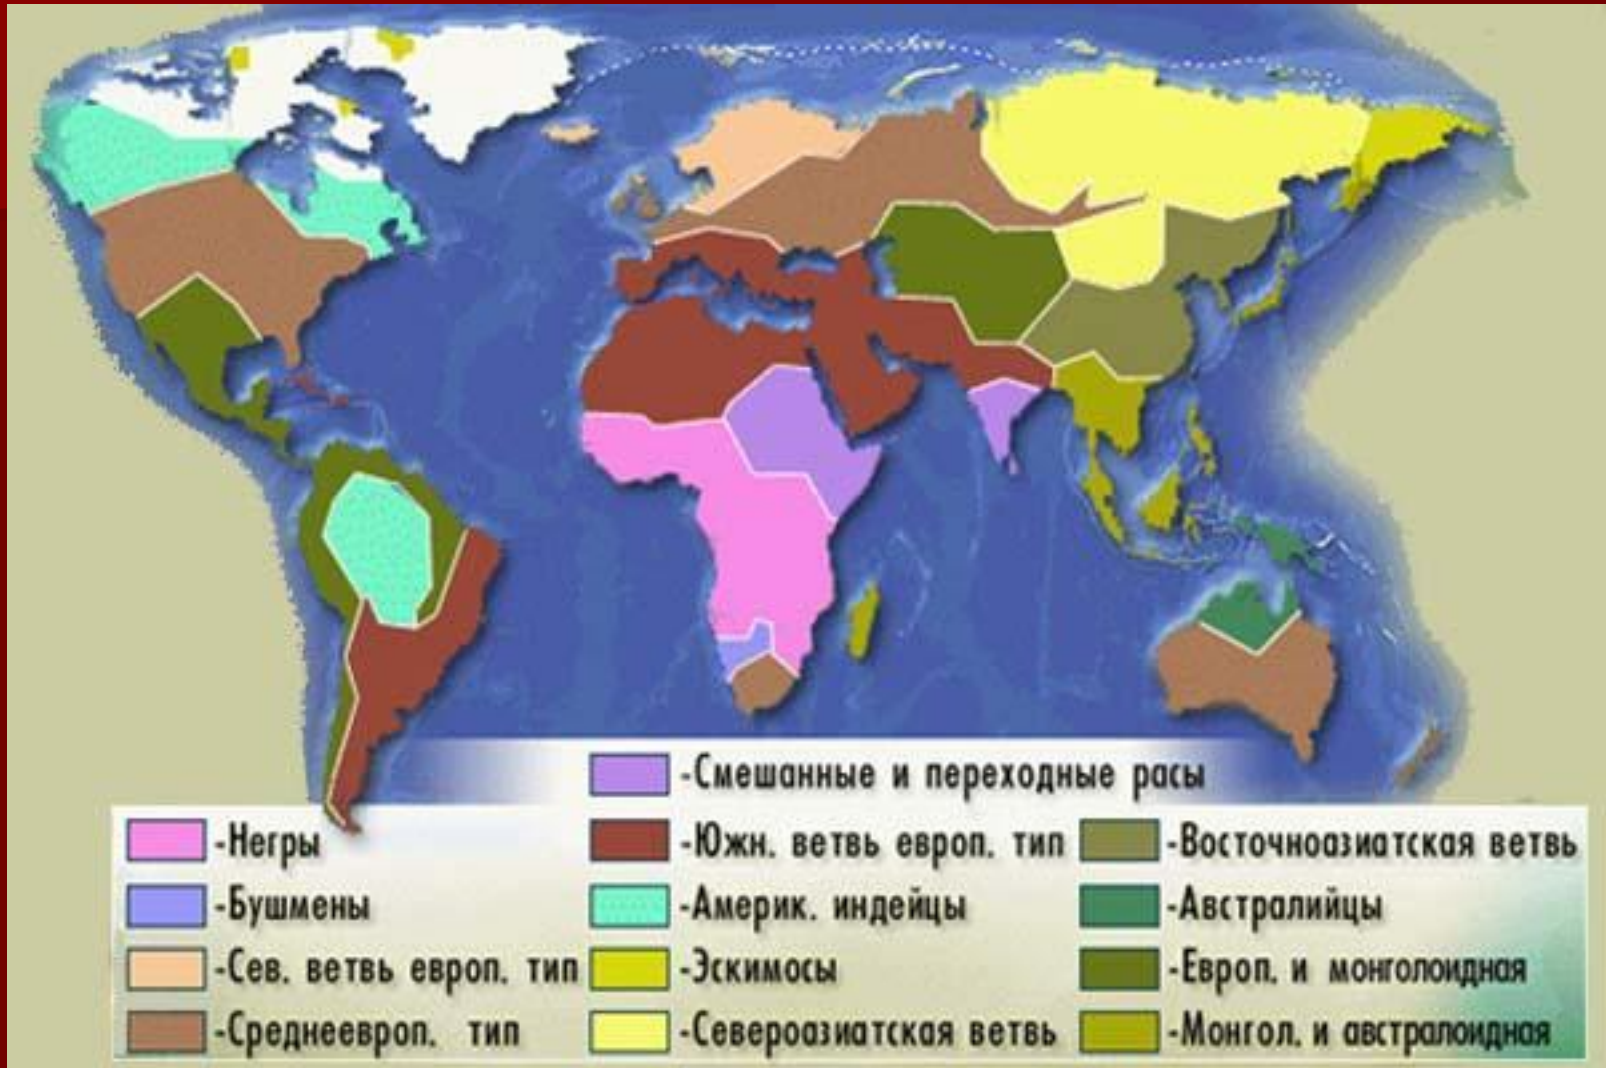 -Смешанные и переходные расы
-Негры
-Южн. ветвь европ. тип
-Восточноазиатская ветвь
-Бушмены
-Америк. индейцы
-Австралийцы
-Сев. ветвь европ. тип
-Эскимосы
-Европ. и монголоидная
-Среднеевроп. тип
-Североазиатская ветвь
-Монгол. и австралоидная